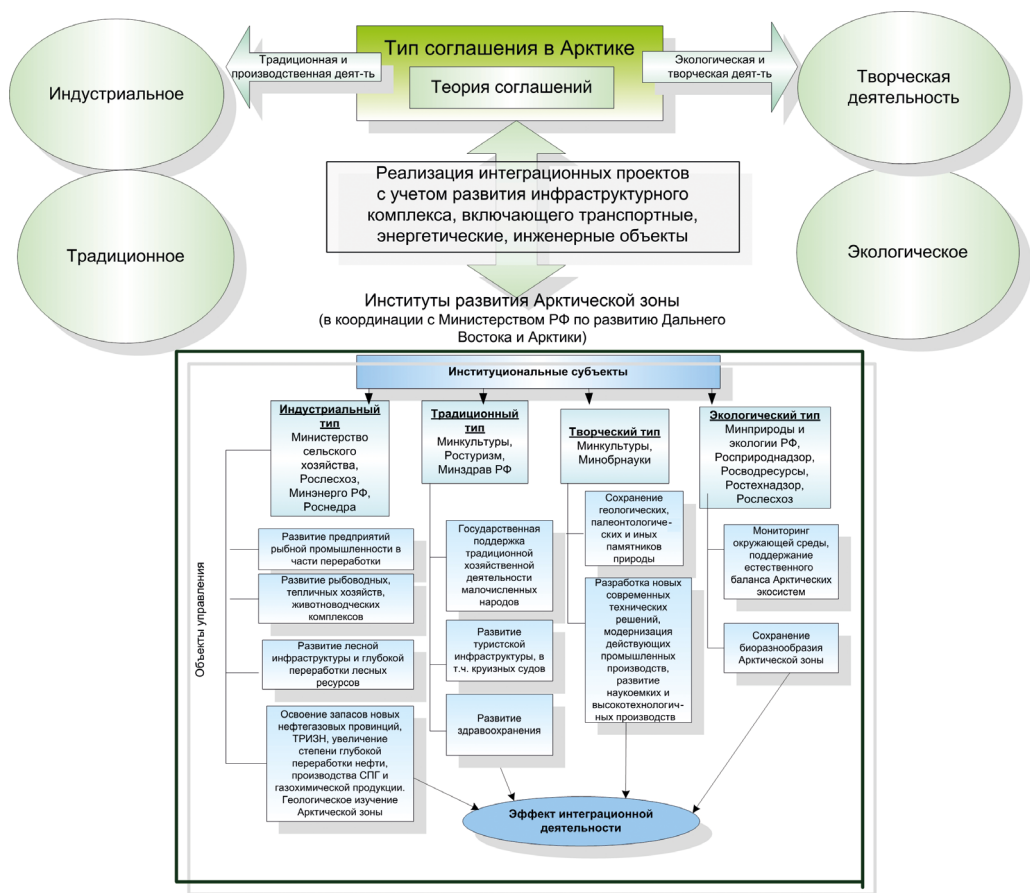 Тип соглашения в Арктике
Теория соглашений
Традиционная и
производственная деят-ть
Экологическая и
творческая деят-ть
Индустриальное
Традиционное
Творческая
деятельность
Экологическое
Реализация интеграционных проектов
с учетом развития инфраструктурного
комплекса, включающего транспортные,
энергетические, инженерные объекты
Институты развития Арктической зоны
(в координации с Министерством РФ по развитию Дальнего
Востока и Арктики)
Институциональные субъекты
Индустриальный
тип
Министерство
сельского
хозяйства,
Рослесхоз,
Минэнерго РФ,
Роснедра
Традиционный
тип
Минкультуры,
Ростуризм,
Минздрав РФ
Творческий тип
Минкультуры,
Минобрнауки
Экологический тип
Минприроды и
экологии РФ,
Росприроднадзор,
Росводресурсы,
Ростехнадзор,
Рослесхоз
Объекты управления
Развитие предприятий
рыбной промышленности в
части переработки
Развитие рыбоводных,
тепличных хозяйств,
животноводческих
комплексов
Развитие лесной
инфраструктуры и глубокой
переработки лесных
ресурсов
Освоение запасов новых
нефтегазовых провинций,
ТРИЗН, увеличение
степени глубокой
переработки нефти,
производства СПГ и
газохимической продукции.
Геологическое изучение
Арктической зоны
Государственная
поддержка
традиционной
хозяйственной
деятельности
малочисленных
народов
Развитие
туристской
инфраструктуры, в
т.ч. круизных судов
Развитие
здравоохранения
Сохранение
геологических,
палеонтологиче-
ских и иных
памятников
природы
Разработка новых
современных
технических
решений,
модернизация
действующих
промышленных
производств,
развитие
наукоемких и
высокотехнологич-
ных производств
Мониторинг
окружающей среды,
поддержание
естественного
баланса Арктических
экосистем
Сохранение
биоразнообразия
Арктической зоны
Эффект интеграционной
деятельности